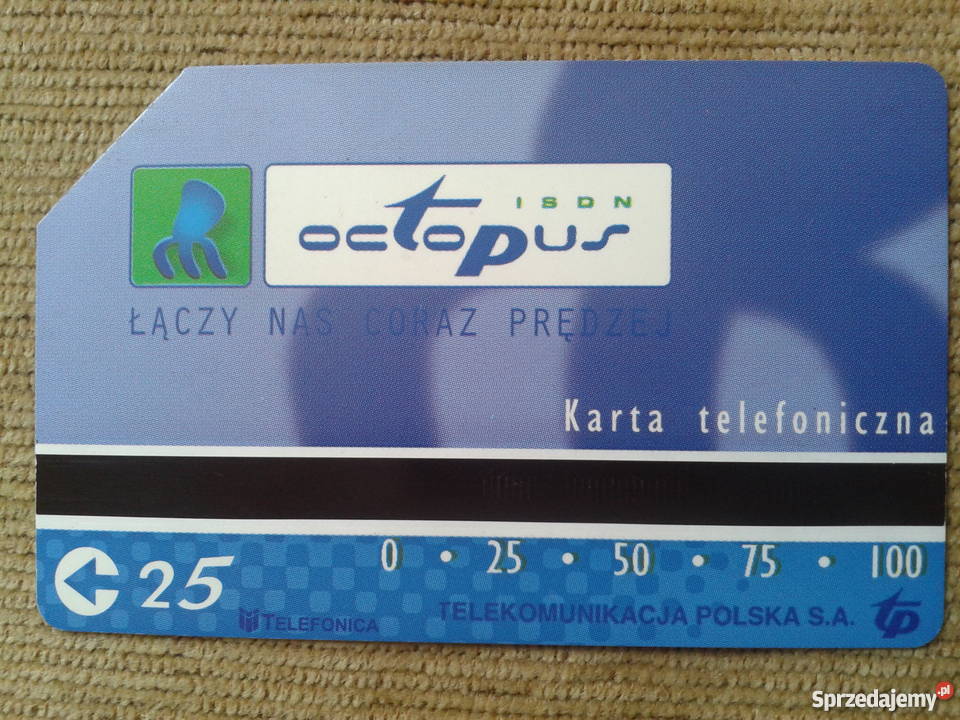 ISDN
octopus
ŁĄCZY NAS CORAZ PRĘDZEJ
Karta telefoniczna
0 • 25 • 50 • 75 • 100
25
TELEFONICA
TELEKOMUNIKACJA POLSKA S.A. tp
Sprzedajemy.pl